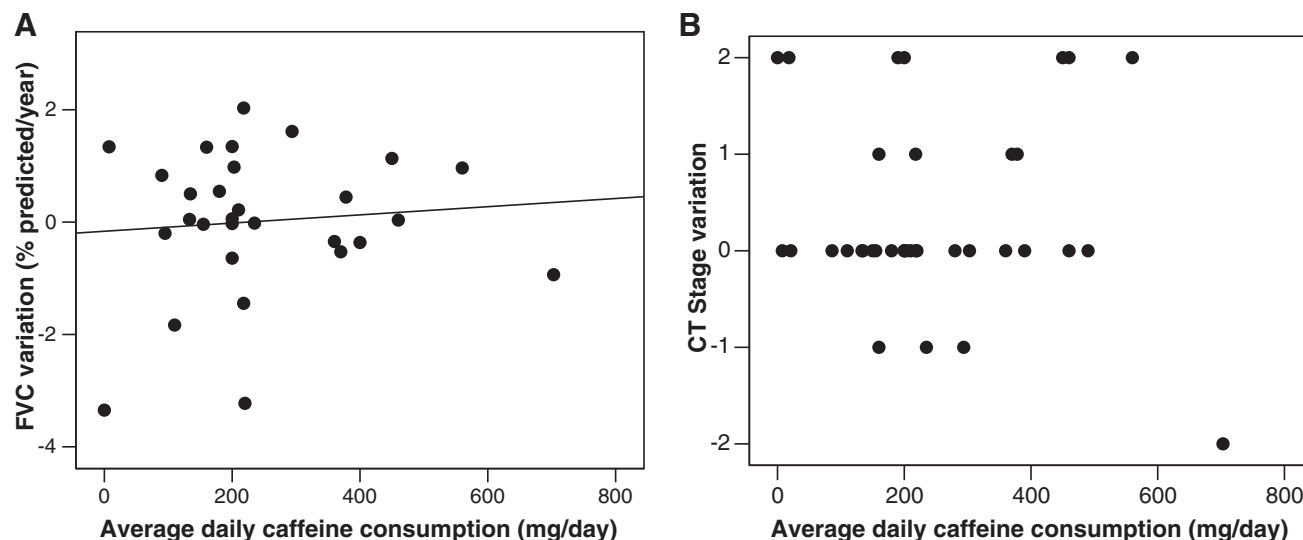 A
FVC variation (% predicted/year)
2
0
-2
-4
0 200 400 600 800
Average daily caffeine consumption (mg/day)
B
CT Stage variation
2
1
0
-1
-2
0 200 400 600 800
Average daily caffeine consumption (mg/day)